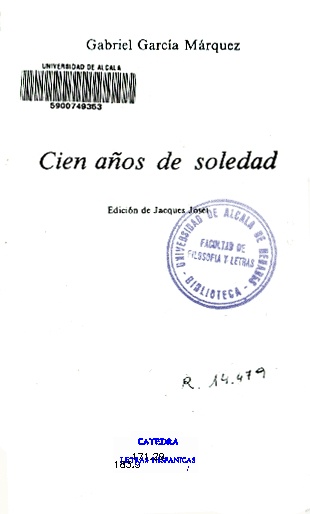 Gabriel García Márquez
UNIVERSIDAD DE ALCALA
5900749353
Cien años de soledad
Edición de Jacques Joset
UNIVERSIDAD DE ALCALA DE HENARES
FACULTAD DE
FILOSOFIA Y LETRAS
BIBLIOTECA
R. 14.479
CATEDRA
171.29
LETRAS HISPANICAS
183.9